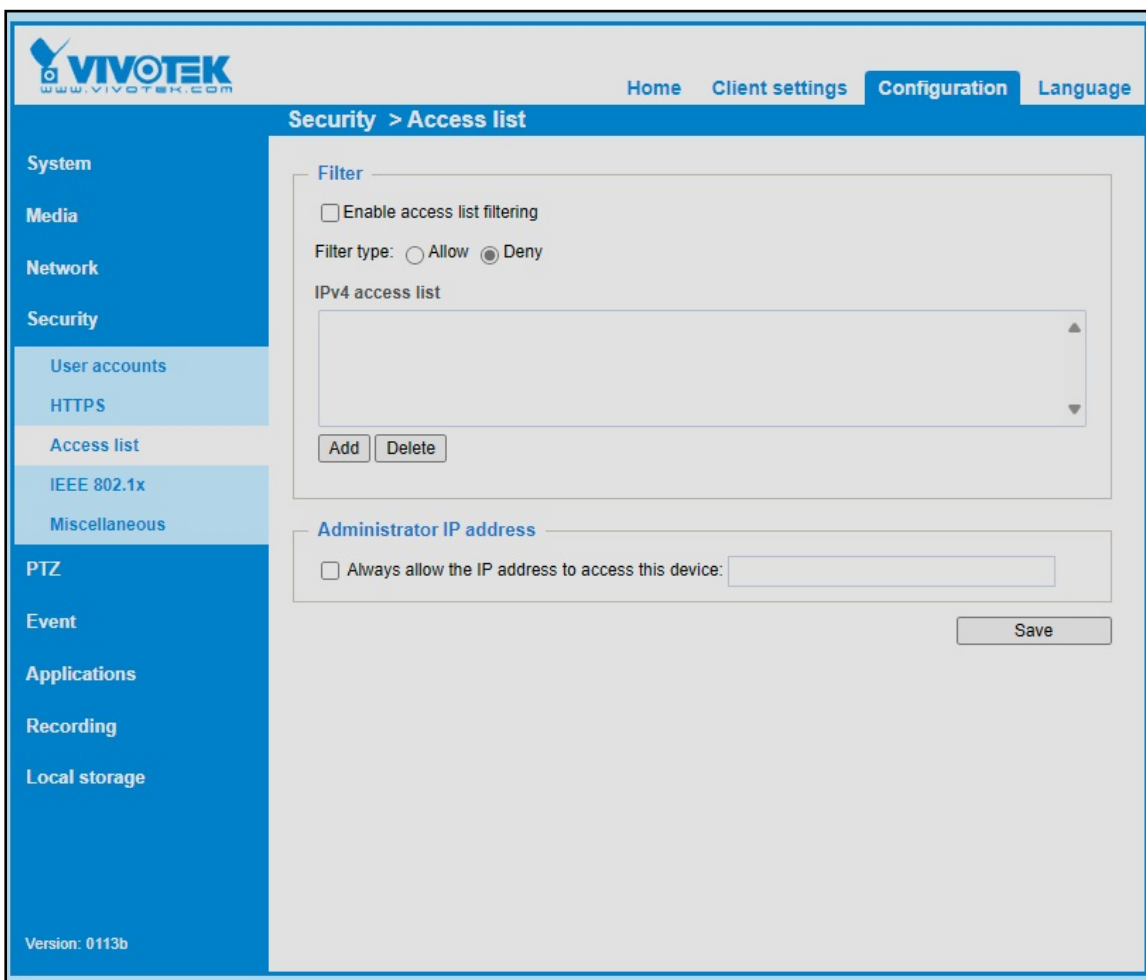 VIVOTEK
www.vivotek.com
Home Client settings Configuration Language
Security > Access list
System
Media
Network
Security
User accounts
HTTPS
Access list
IEEE 802.1x
Miscellaneous
PTZ
Event
Applications
Recording
Local storage
Version: 0113b
Filter
Enable access list filtering
Filter type: Allow Deny
IPv4 access list
Add Delete
Administrator IP address
Always allow the IP address to access this device:
Save